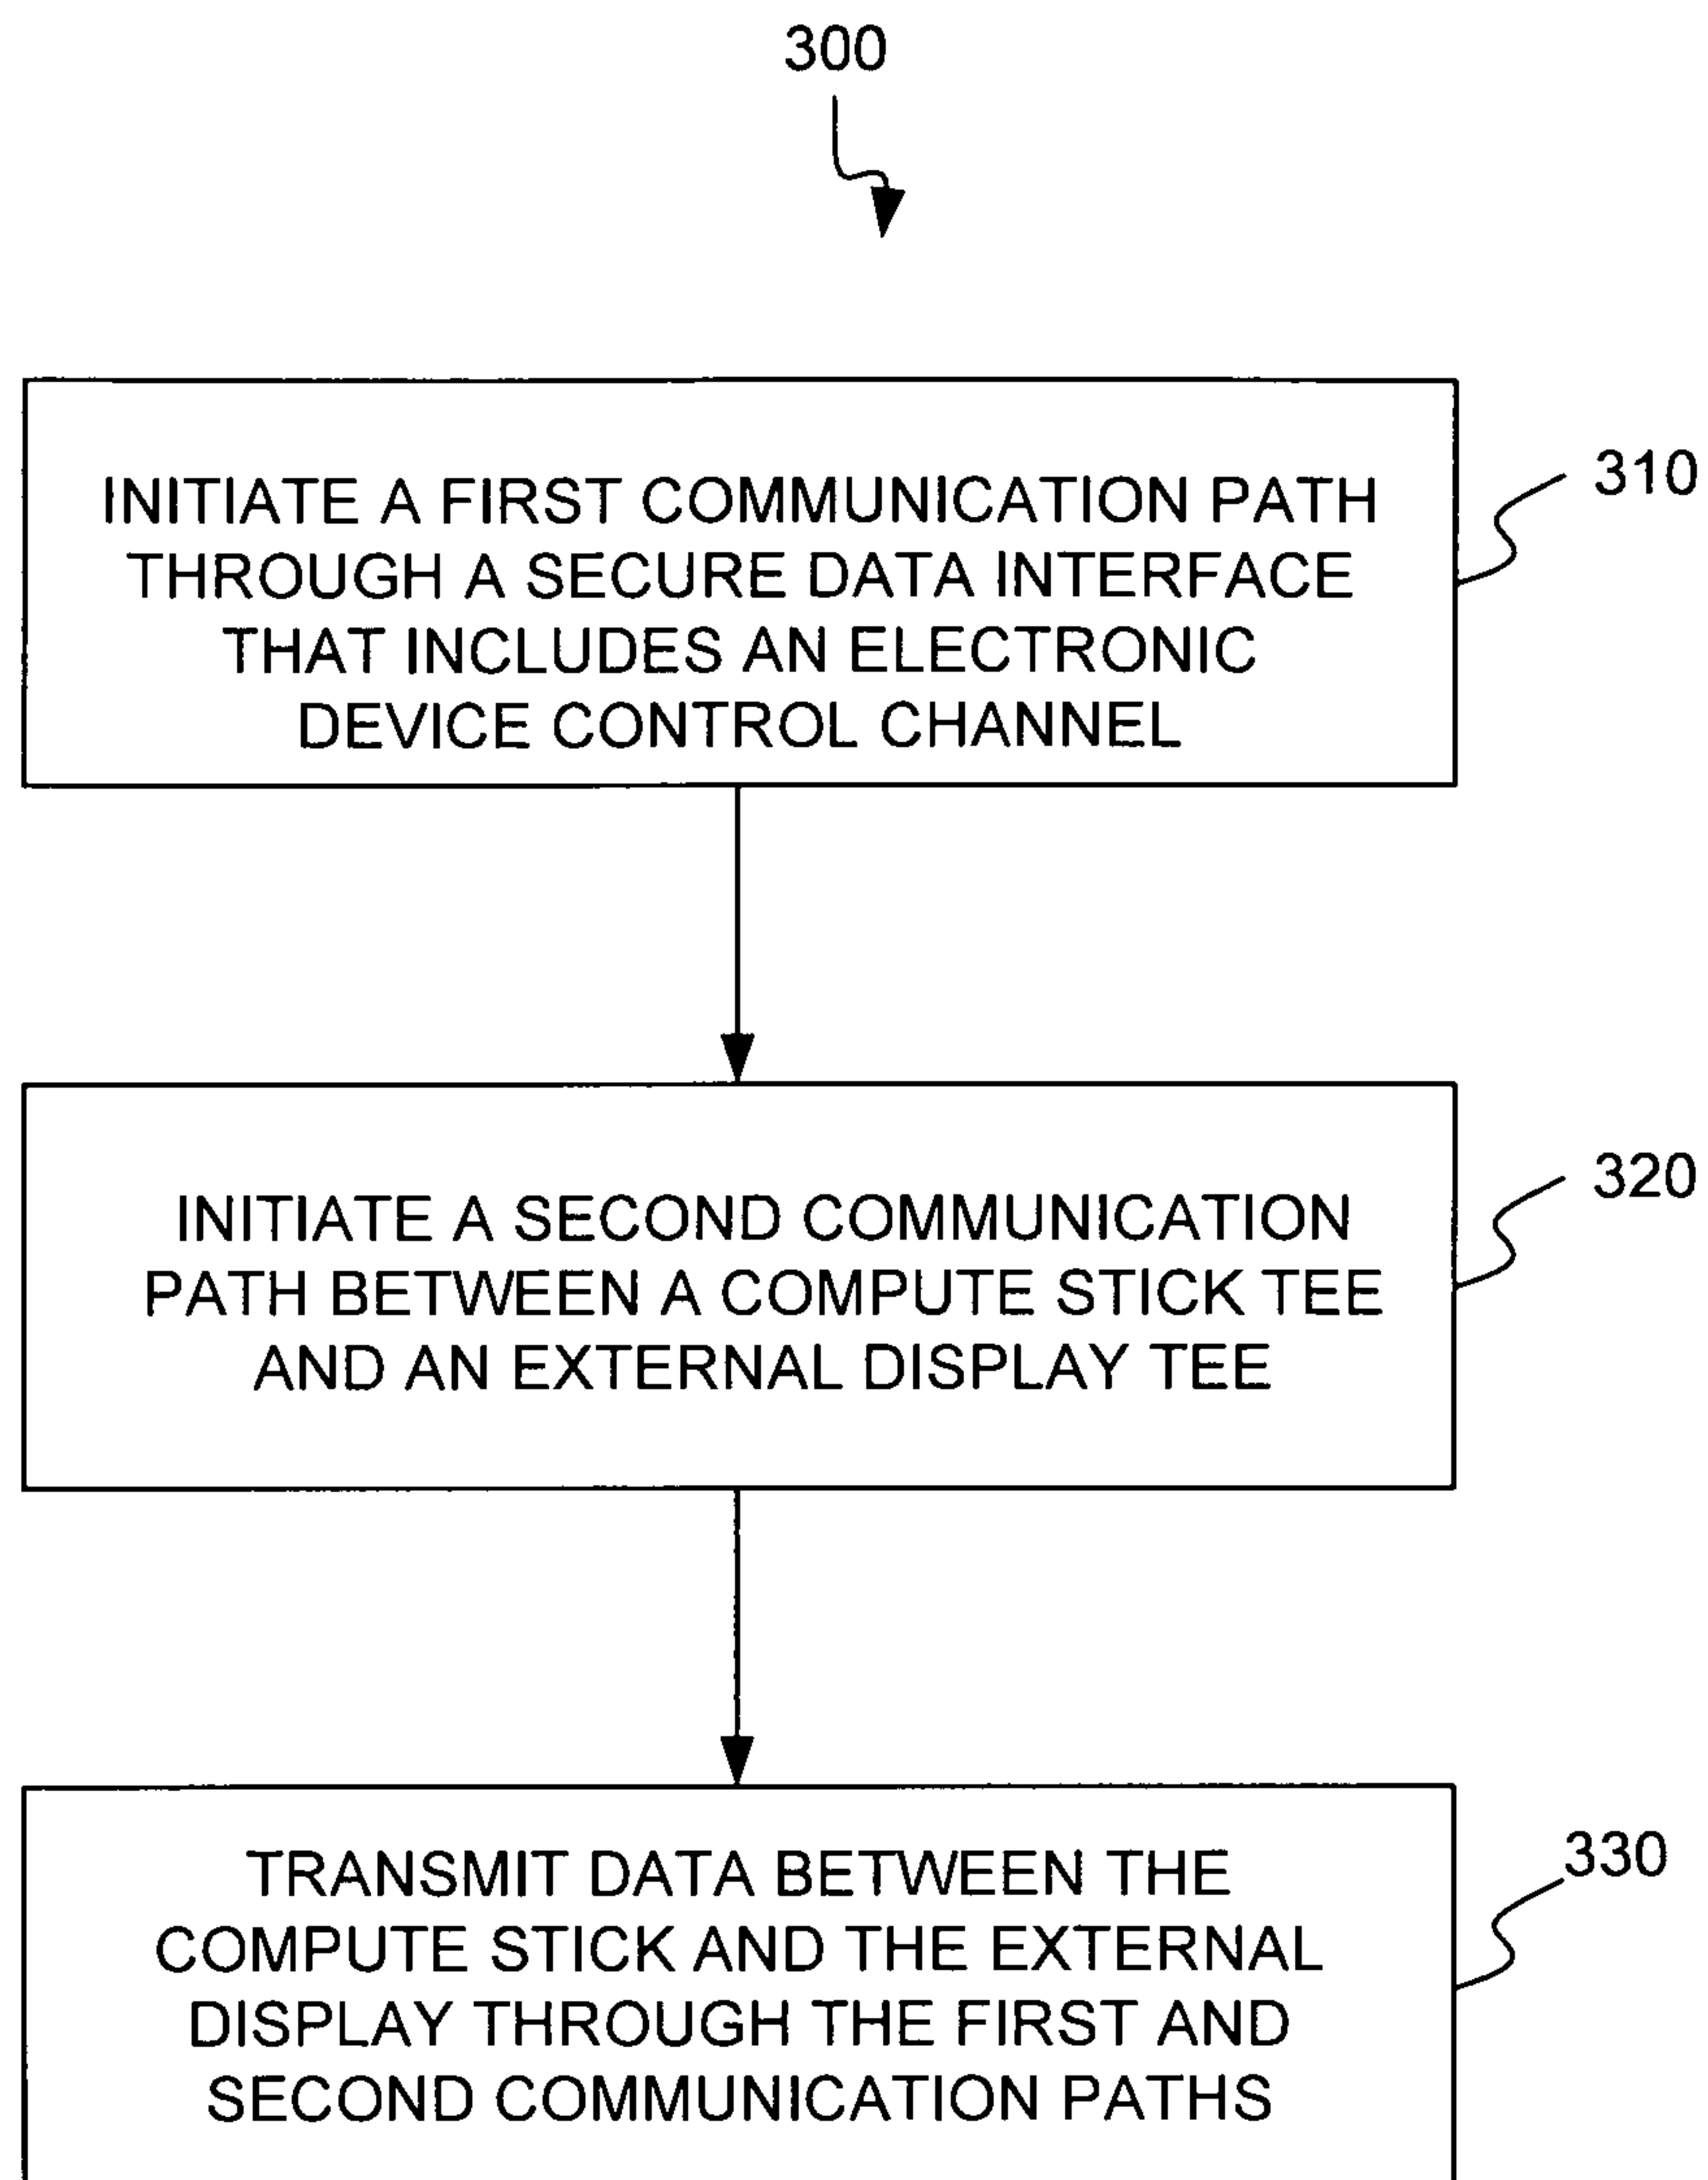 300
INITIATE A FIRST COMMUNICATION PATH
THROUGH A SECURE DATA INTERFACE
THAT INCLUDES AN ELECTRONIC
DEVICE CONTROL CHANNEL
310
INITIATE A SECOND COMMUNICATION
PATH BETWEEN A COMPUTE STICK TEE
AND AN EXTERNAL DISPLAY TEE
320
TRANSMIT DATA BETWEEN THE
COMPUTE STICK AND THE EXTERNAL
DISPLAY THROUGH THE FIRST AND
SECOND COMMUNICATION PATHS
330